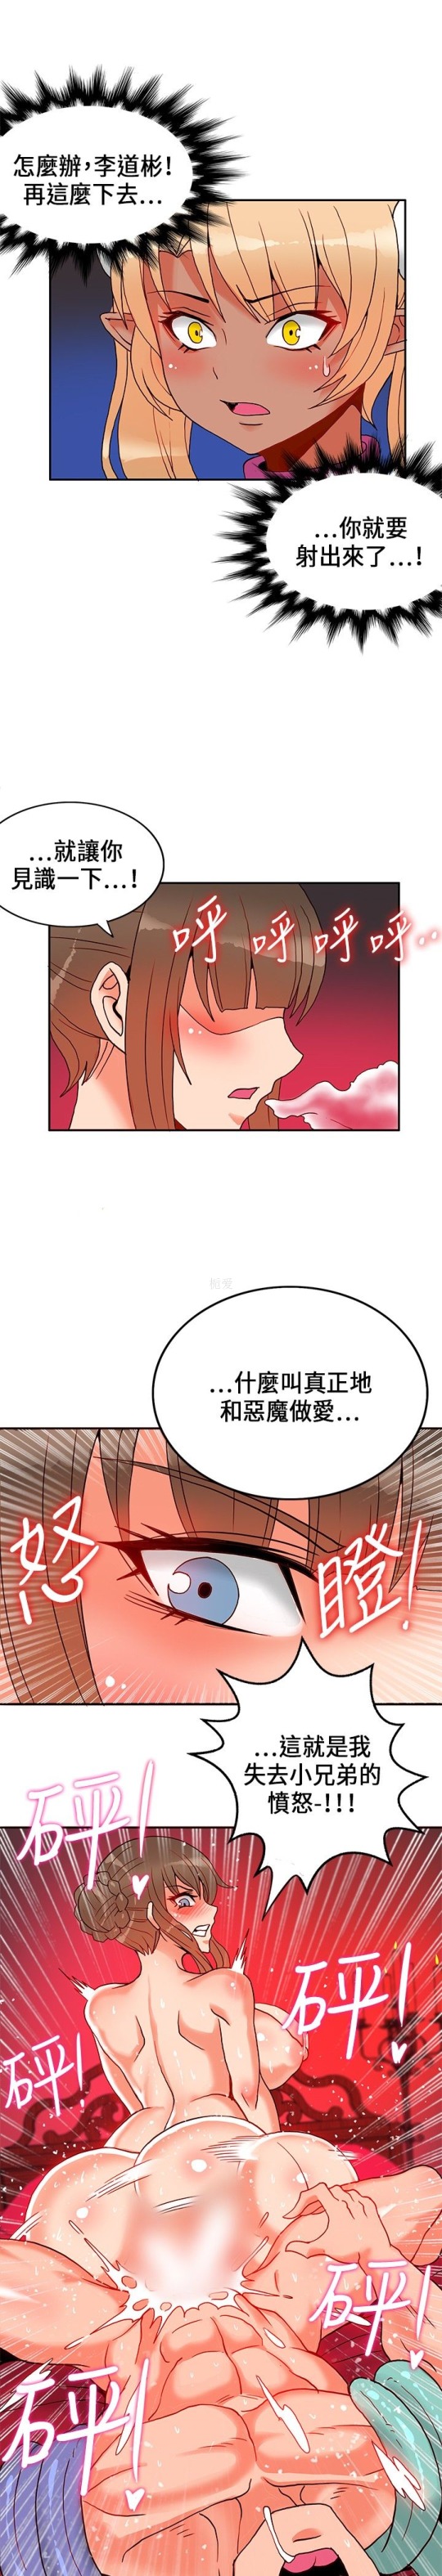 怎麼辦，李道彬！
再這麼下去…
…你就要
射出來了…！
…就讓你
見識一下…！
呼 呼 呼 呼…
桓爱
…什麼叫真正地
和惡魔做愛…
怒
瞪！
…這就是我
失去小兄弟的
憤怒-！！！
砰！
砰！
砰！
砰！
砰！